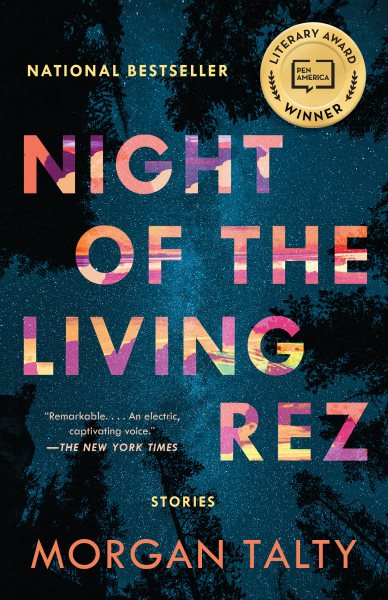 NATIONAL BESTSELLER
LITERARY AWARD
PEN
AMERICA
WINNER
NIGHT
OF THE
LIVING
REZ
"Remarkable. . . . An electric,
captivating voice."
—THE NEW YORK TIMES
STORIES
MORGAN TALTY